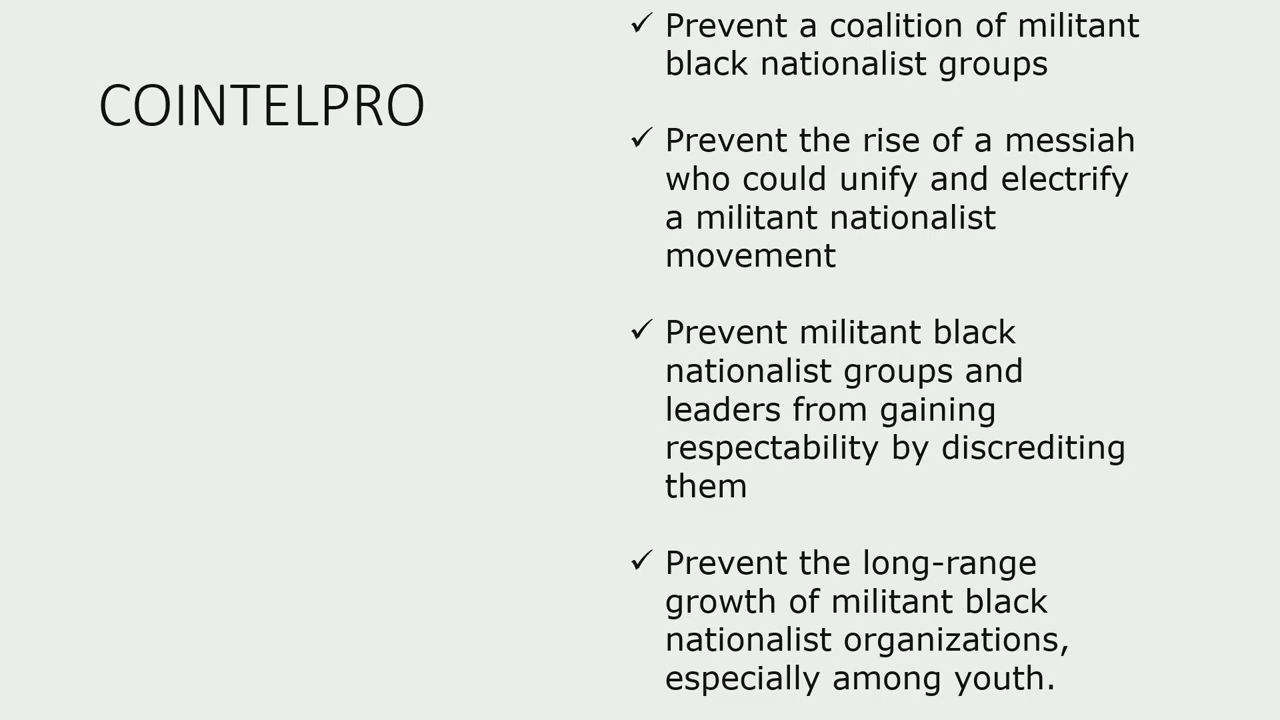 COINTELPRO
✓ Prevent a coalition of militant
black nationalist groups
✓ Prevent the rise of a messiah
who could unify and electrify
a militant nationalist
movement
✓ Prevent militant black
nationalist groups and
leaders from gaining
respectability by discrediting
them
✓ Prevent the long-range
growth of militant black
nationalist organizations,
especially among youth.